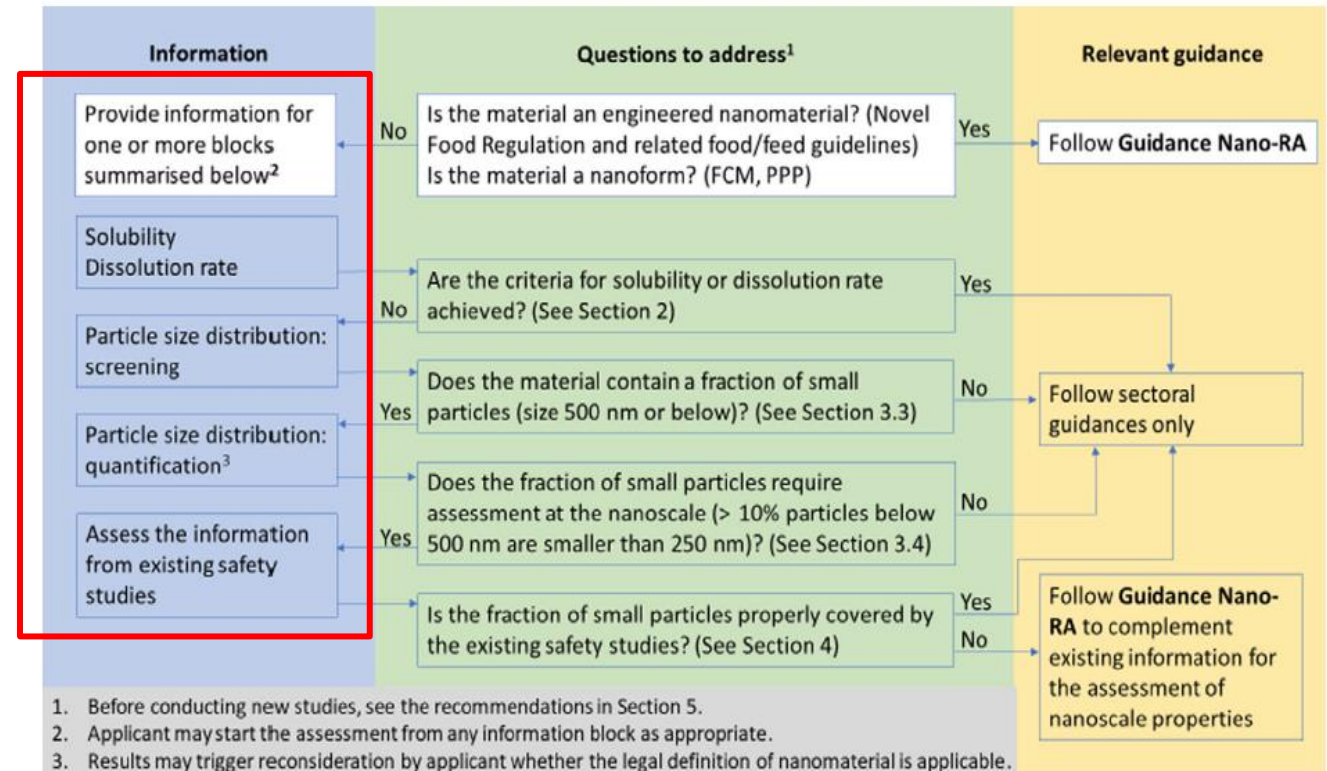 Information
Provide information for
one or more blocks
summarised below²
Solubility
Dissolution rate
Particle size distribution:
screening
Particle size distribution:
quantification³
Assess the information
from existing safety
studies
Questions to address¹
Is the material an engineered nanomaterial? (Novel
Food Regulation and related food/feed guidelines)
Is the material a nanoform? (FCM, PPP)
No
Yes
Are the criteria for solubility or dissolution rate
achieved? (See Section 2)
No
Yes
Does the material contain a fraction of small
particles (size 500 nm or below)? (See Section 3.3)
Yes
No
Does the fraction of small particles require
assessment at the nanoscale (> 10% particles below
500 nm are smaller than 250 nm)? (See Section 3.4)
Yes
No
Is the fraction of small particles properly covered by
the existing safety studies? (See Section 4)
Yes
No
Relevant guidance
Follow Guidance Nano-RA
Follow sectoral
guidances only
Follow Guidance Nano-
RA to complement
existing information for
the assessment of
nanoscale properties
1. Before conducting new studies, see the recommendations in Section 5.
2. Applicant may start the assessment from any information block as appropriate.
3. Results may trigger reconsideration by applicant whether the legal definition of nanomaterial is applicable.